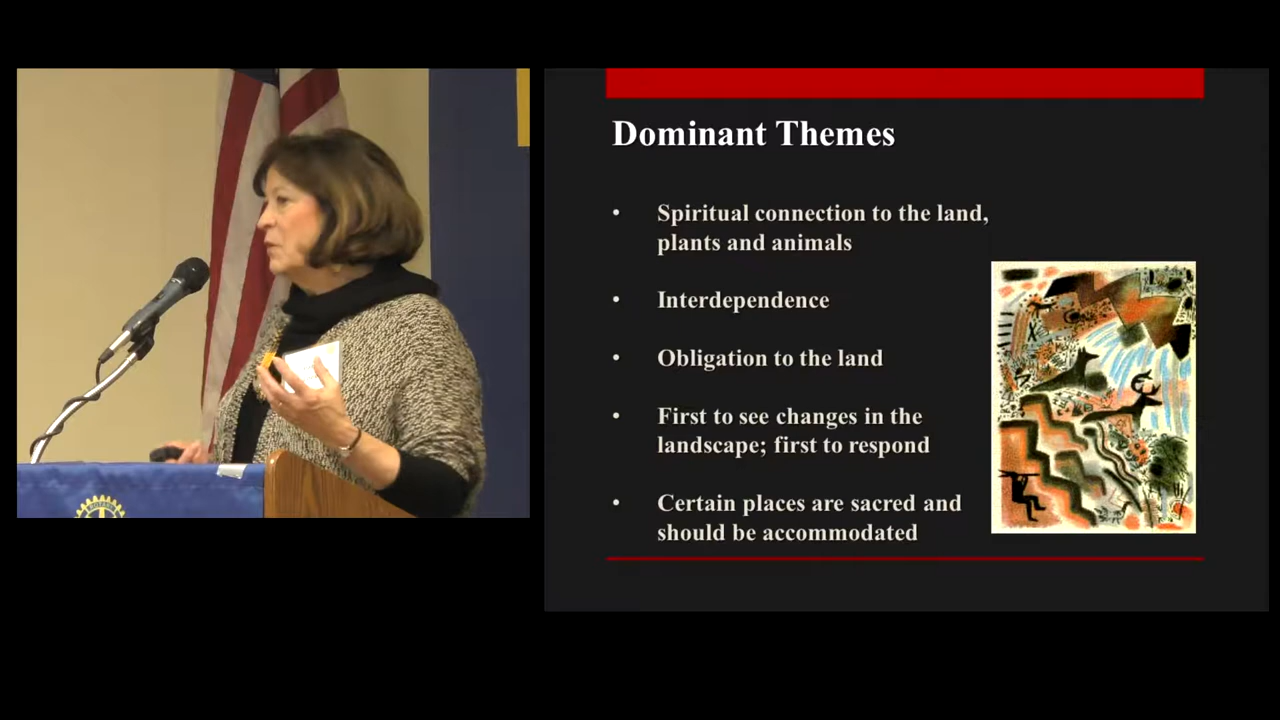 Dominant Themes
• Spiritual connection to the land,
plants and animals
• Interdependence
• Obligation to the land
• First to see changes in the
landscape; first to respond
• Certain places are sacred and
should be accommodated